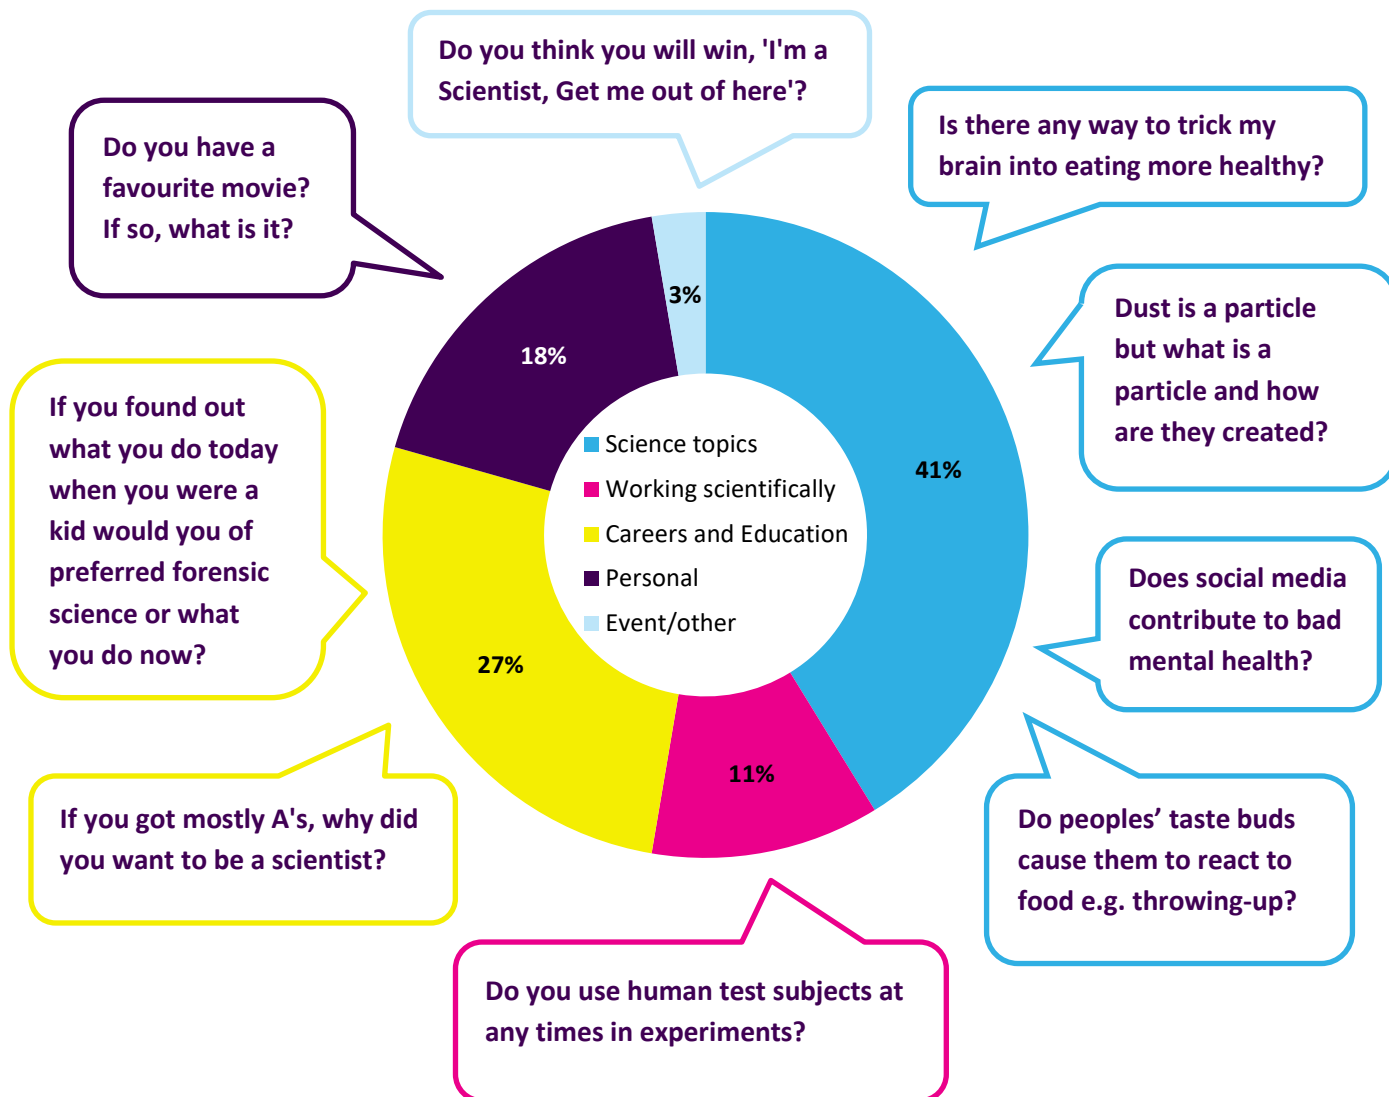 Do you think you will win, 'I'm a
Scientist, Get me out of here'?
Is there any way to trick my
brain into eating more healthy?
Do you have a
favourite movie?
If so, what is it?
Dust is a particle
but what is a
particle and how
are they created?
3%
18%
41%
27%
11%
Science topics
Working scientifically
Careers and Education
Personal
Event/other
If you found out
what you do today
when you were a
kid would you of
preferred forensic
science or what
you do now?
Does social media
contribute to bad
mental health?
If you got mostly A's, why did
you want to be a scientist?
Do peoples’ taste buds
cause them to react to
food e.g. throwing-up?
Do you use human test subjects at
any times in experiments?